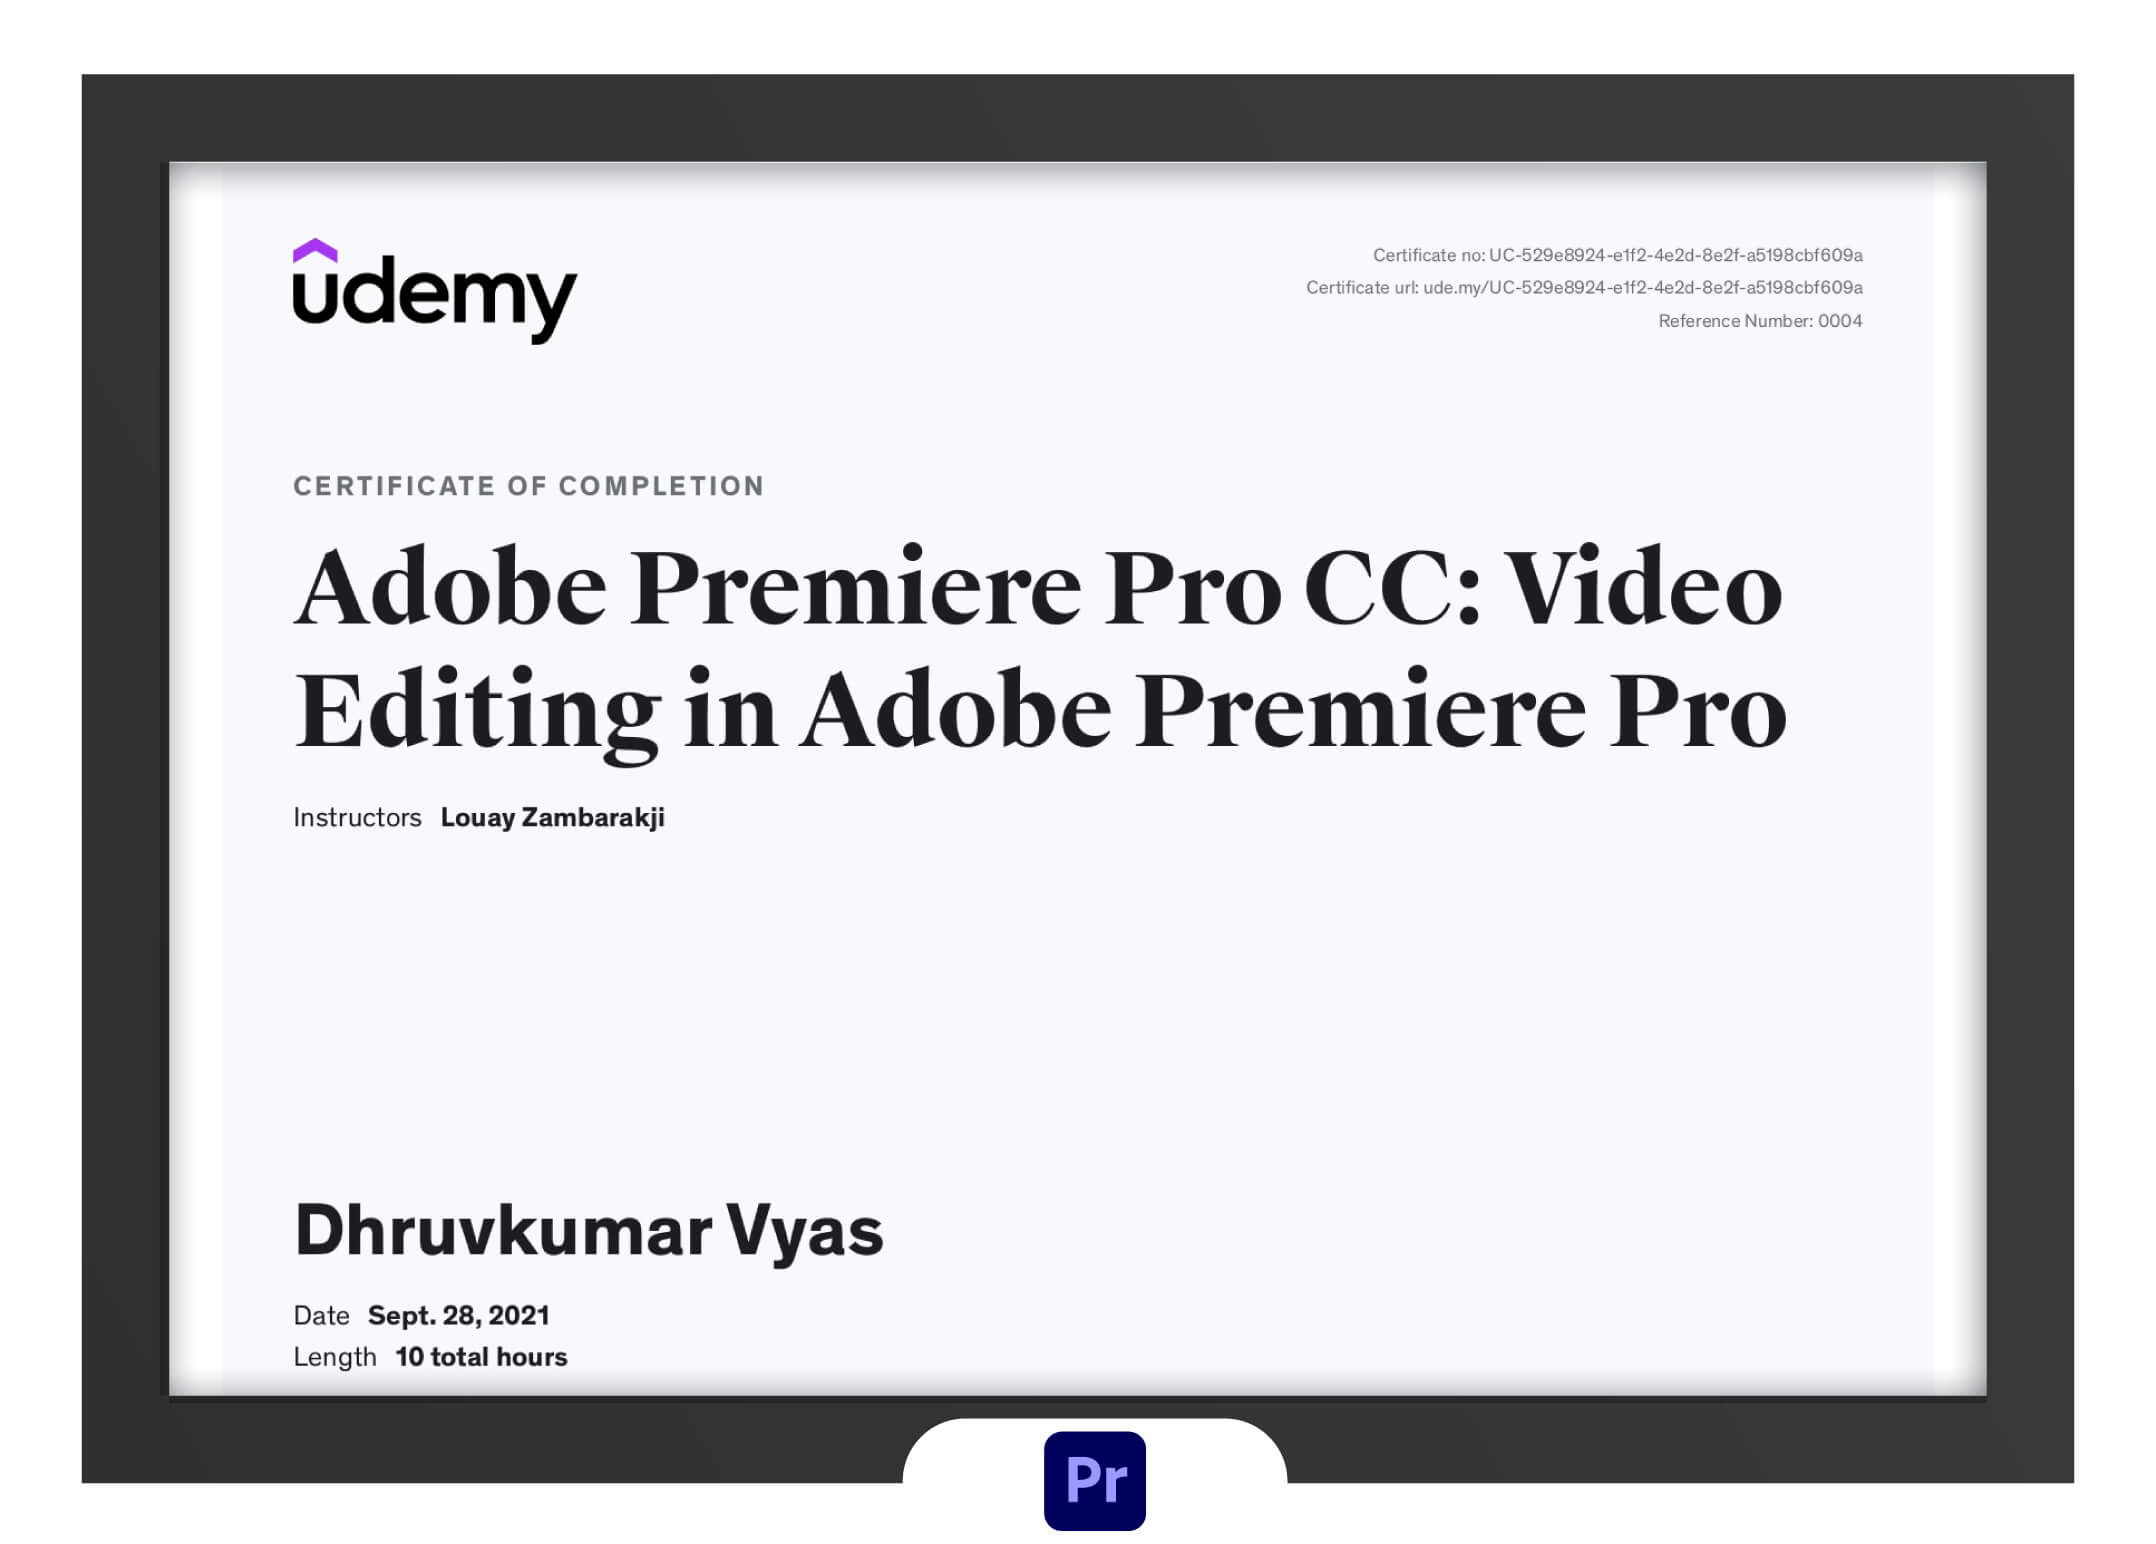 udemy
Certificate no: UC-529e8924-e1f2-4e2d-8e2f-a5198cbf609a
Certificate url: ude.my/UC-529e8924-e1f2-4e2d-8e2f-a5198cbf609a
Reference Number: 0004
CERTIFICATE OF COMPLETION
Adobe Premiere Pro CC: Video
Editing in Adobe Premiere Pro
Instructors Louay Zambarakji
Dhruvkumar Vyas
Date Sept. 28, 2021
Length 10 total hours
Pr